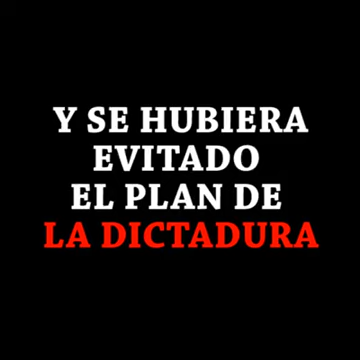 Y SE HUBIERA
EVITADO
EL PLAN DE
LA DICTADURA